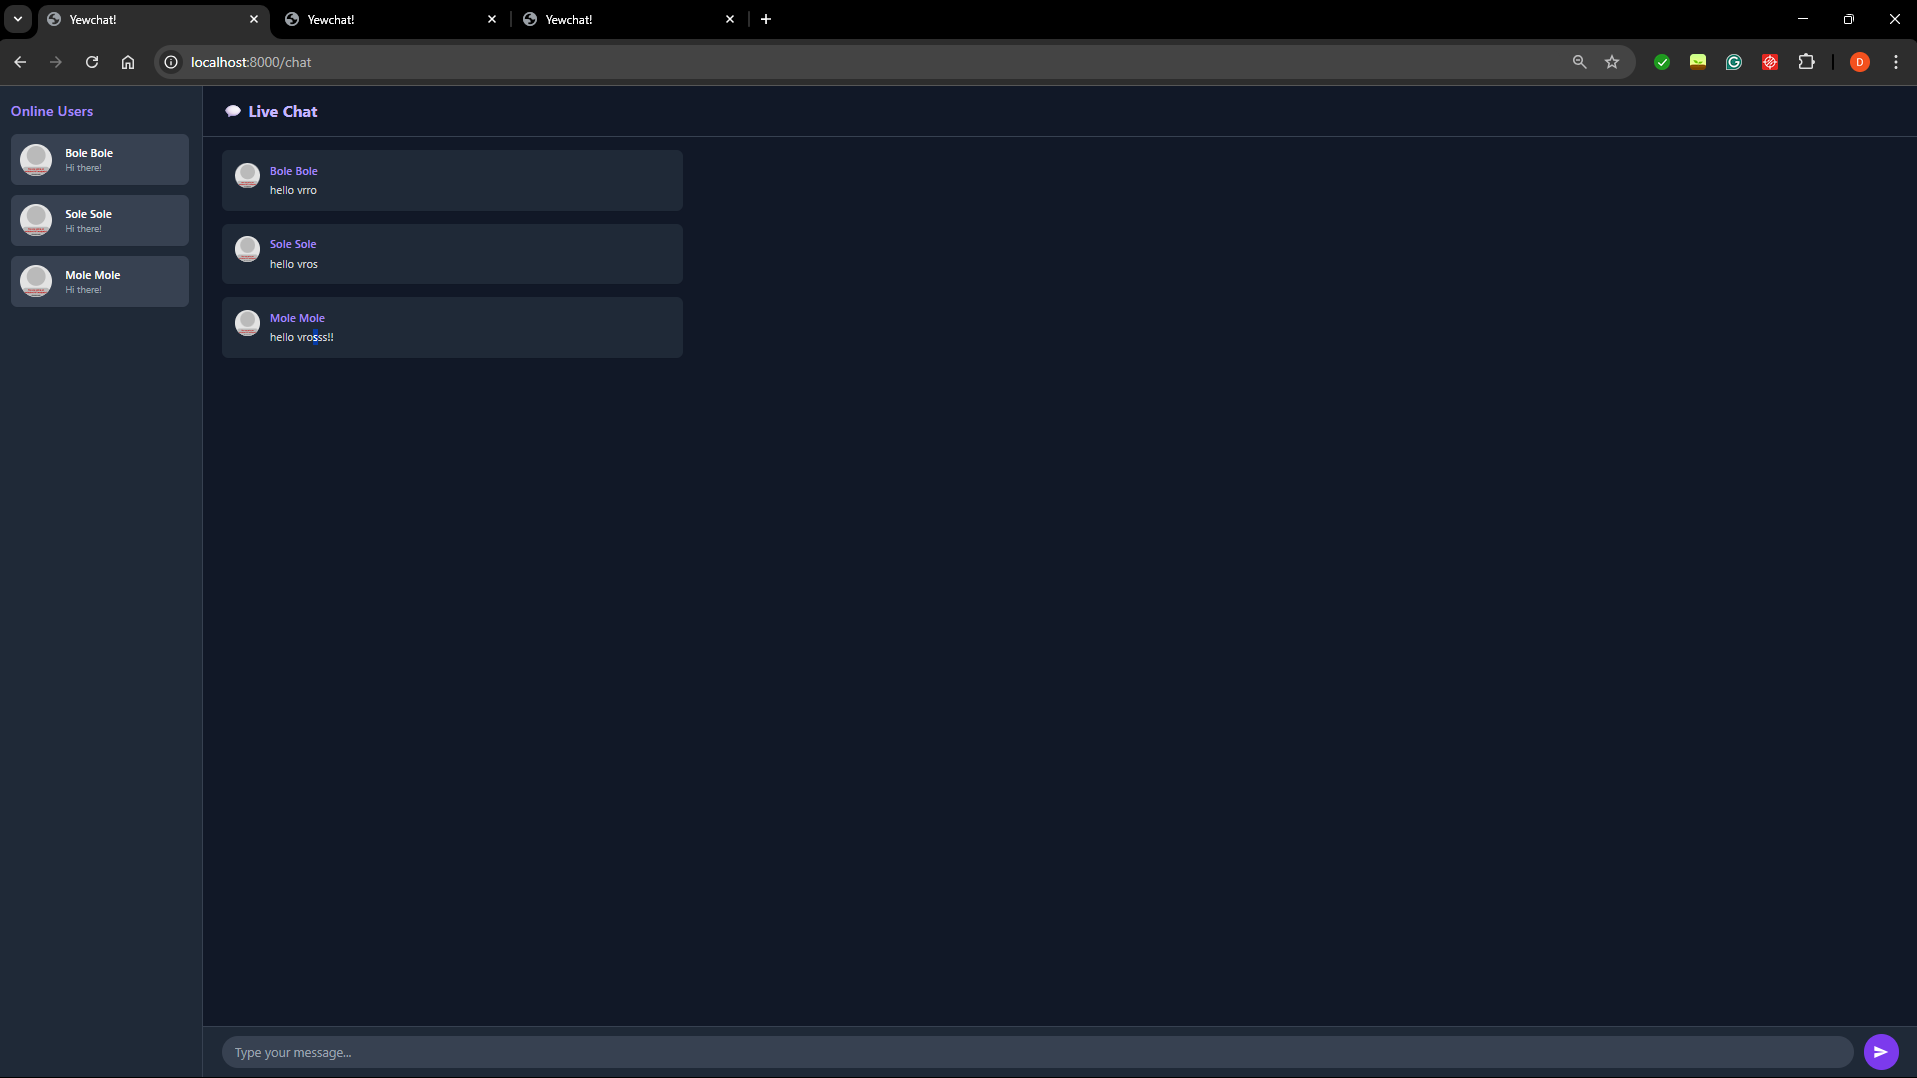 Yewchat!
Yewchat!
Yewchat!
localhost:8000/chat
D
Online Users
Bole Bole
Hi there!
Sole Sole
Hi there!
Mole Mole
Hi there!
Live Chat
Bole Bole
hello vrro
Sole Sole
hello vros
Mole Mole
hello vrosss!!
Type your message...